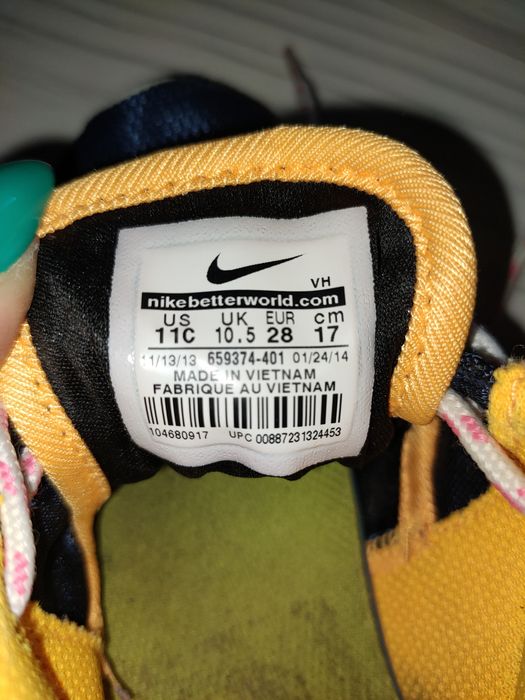 VH
nikebetterworld.com
US UK EUR cm
11C 10.5 28 17
11/13/13 659374-401 01/24/14
MADE IN VIETNAM
FABRIQUE AU VIETNAM
104680917 UPC 00887231324453